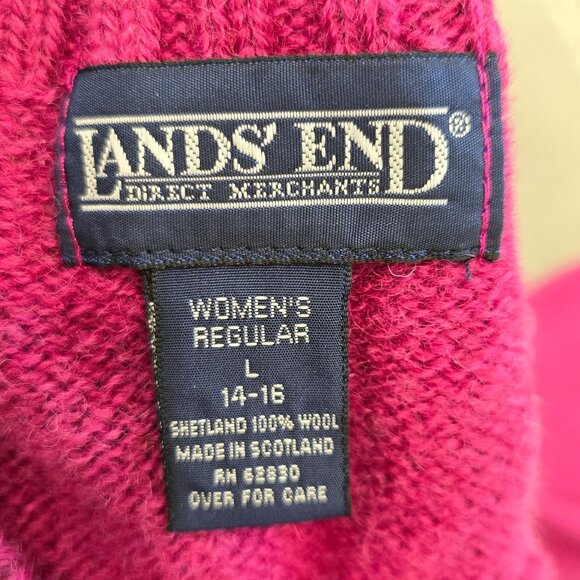 LANDS' END®
DIRECT MERCHANTS
WOMEN'S
REGULAR
L
14-16
SHETLAND 100% WOOL
MADE IN SCOTLAND
RN 62830
OVER FOR CARE